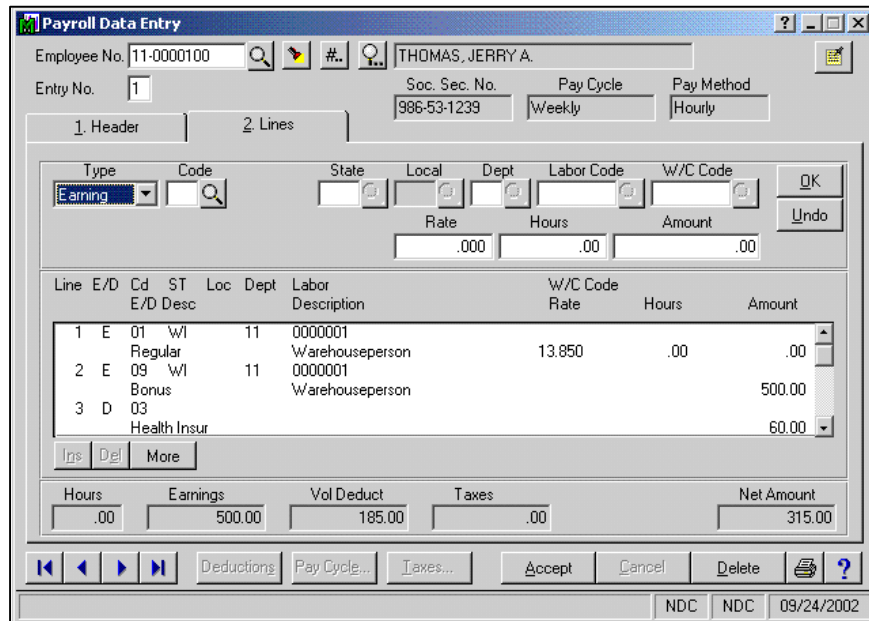 Payroll Data Entry
Employee No. 11-0000100 #.. THOMAS, JERRY A.
Entry No. 1
Soc. Sec. No. Pay Cycle Pay Method
986-53-1239 Weekly Hourly
1. Header 2. Lines
Type Code State Local Dept Labor Code W/C Code
Earning OK
Rate Hours Amount Undo
.000 .00 .00
Line E/D Cd ST Loc Dept Labor W/C Code
E/D Desc Description Rate Hours Amount
1 E 01 WI 11 0000001
Regular Warehouseperson 13.850 .00 .00
2 E 09 WI 11 0000001
Bonus Warehouseperson 500.00
3 D 03
Health Insur 60.00
Ins Del More
Hours Earnings Vol Deduct Taxes Net Amount
.00 500.00 185.00 .00 315.00
Deductions Pay Cycle... Taxes... Accept Cancel Delete ?
NDC NDC 09/24/2002